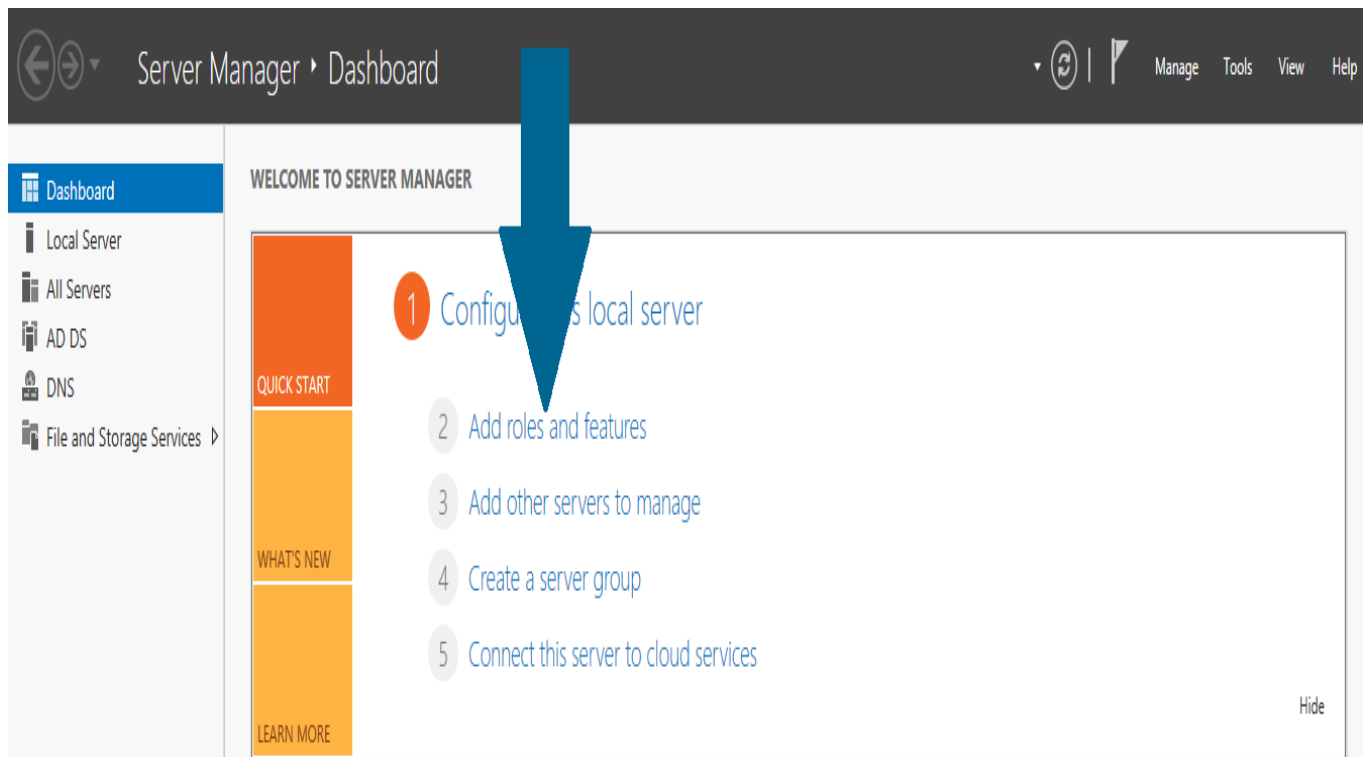 Server Manager ‣ Dashboard
Manage Tools View Help
Dashboard
Local Server
All Servers
AD DS
DNS
File and Storage Services
WELCOME TO SERVER MANAGER
QUICK START
WHAT'S NEW
LEARN MORE
1 local server
2 Add roles and features
3 Add other servers to manage
4 Create a server group
5 Connect this server to cloud services
Hide